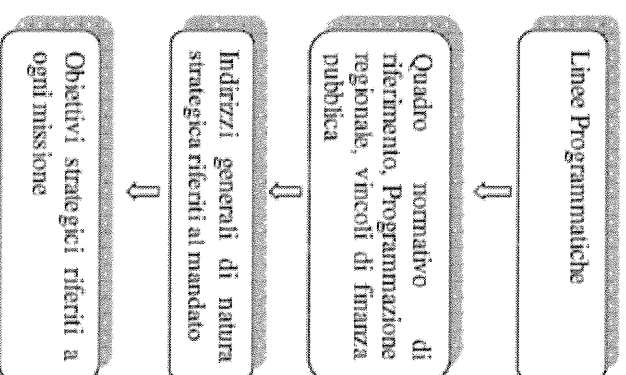 Linee Programmatiche
Quadro normativo di
riferimento, Programmazione
regionale, vincoli di finanza
pubblica
Indirizzi generali di natura
strategica riferiti al mandato
Obiettivi strategici riferiti a
ogni missione